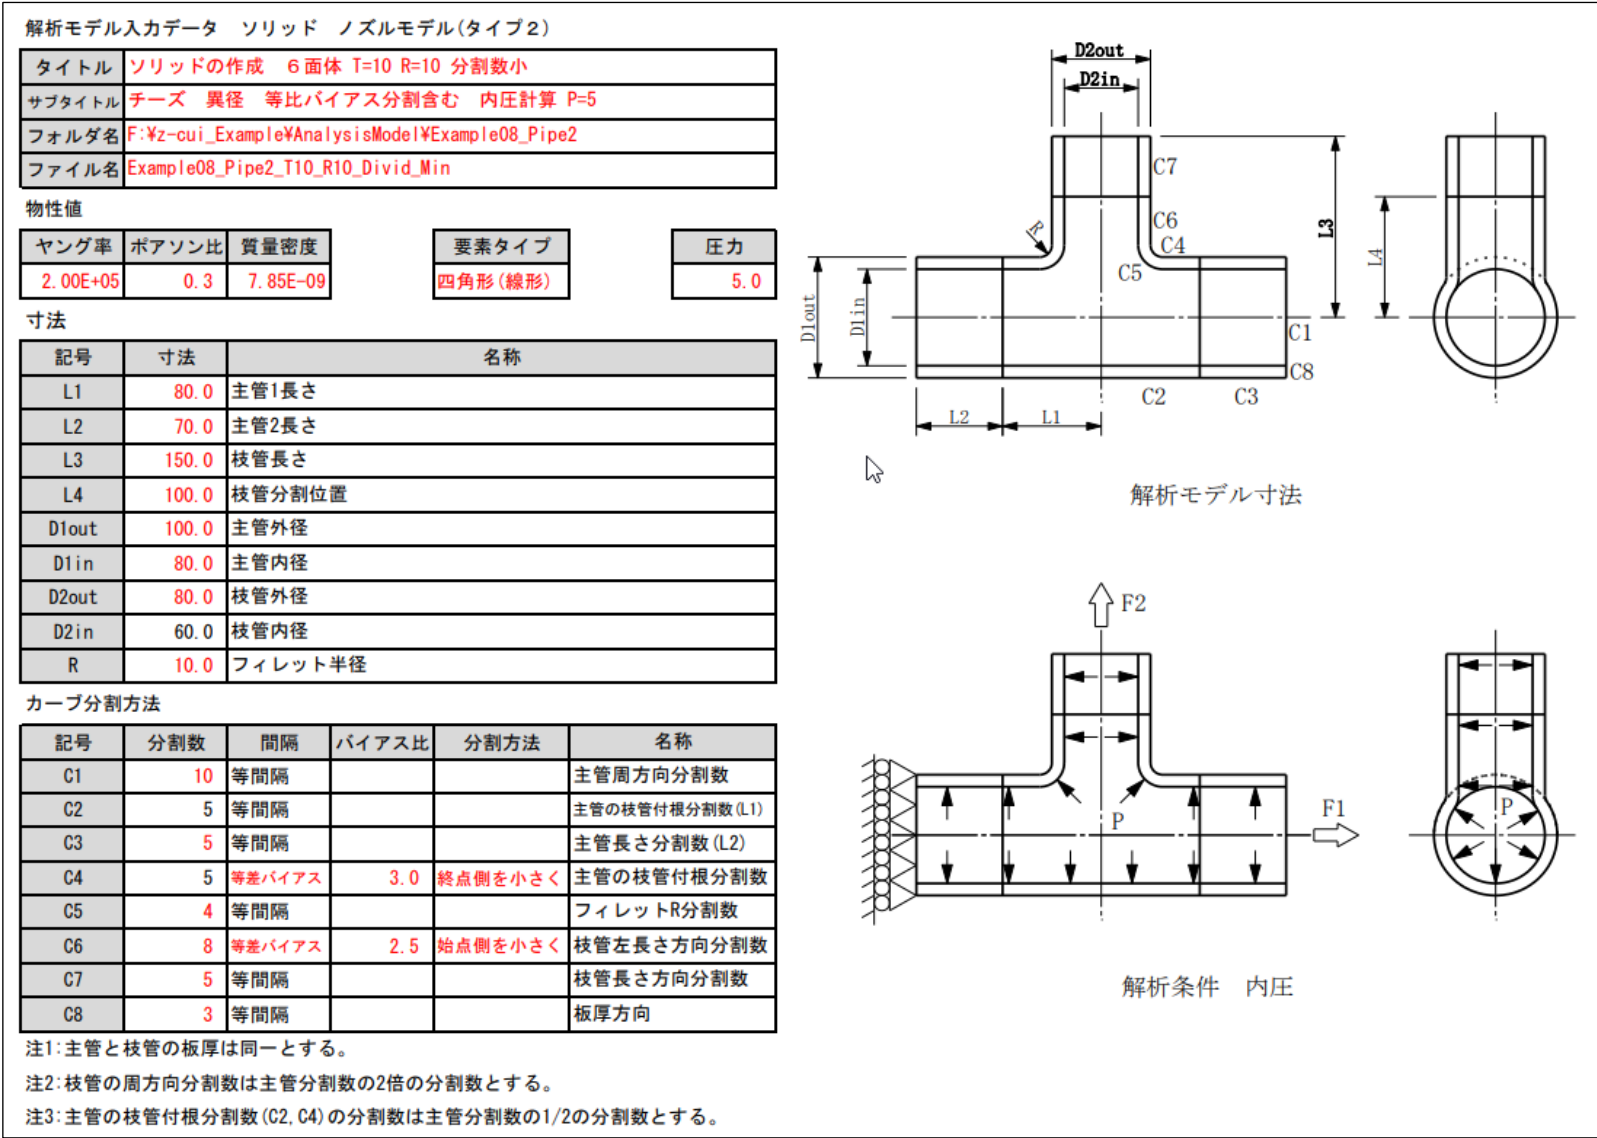 解析モデル入力データ　ソリッド　ノズルモデル(タイプ２)
タイトル ソリッドの作成　６面体 T=10 R=10 分割数小
サブタイトル チーズ　異径　等比バイアス分割含む　内圧計算 P=5
フォルダ名 F:¥z-cui_Example¥AnalysisModel¥Example08_Pipe2
ファイル名 Example08_Pipe2_T10_R10_Divid_Min
物性値
ヤング率 ポアソン比 質量密度 要素タイプ 圧力
2.00E+05 0.3 7.85E-09 四角形(線形) 5.0
寸法
記号 寸法 名称
L1 80.0 主管1長さ
L2 70.0 主管2長さ
L3 150.0 枝管長さ
L4 100.0 枝管分割位置
D1out 100.0 主管外径
D1in 80.0 主管内径
D2out 80.0 枝管外径
D2in 60.0 枝管内径
R 10.0 フィレット半径
カーブ分割方法
記号 分割数 間隔 バイアス比 分割方法 名称
C1 10 等間隔 主管周方向分割数
C2 5 等間隔 主管の枝管付根分割数(L1)
C3 5 等間隔 主管長さ分割数(L2)
C4 5 等差バイアス 3.0 終点側を小さく 主管の枝管付根分割数
C5 4 等間隔 フィレットR分割数
C6 8 等差バイアス 2.5 始点側を小さく 枝管左長さ方向分割数
C7 5 等間隔 枝管長さ方向分割数
C8 3 等間隔 板厚方向
注1:主管と枝管の板厚は同一とする。
注2:枝管の周方向分割数は主管分割数の2倍の分割数とする。
注3:主管の枝管付根分割数(C2,C4)の分割数は主管分割数の1/2の分割数とする。
D2out
D2in
C7
C6
R
C4
C5
L3
L4
D1out
D1in
C1
C8
C2
C3
L2
L1
解析モデル寸法
F2
F1
P
P
解析条件　内圧